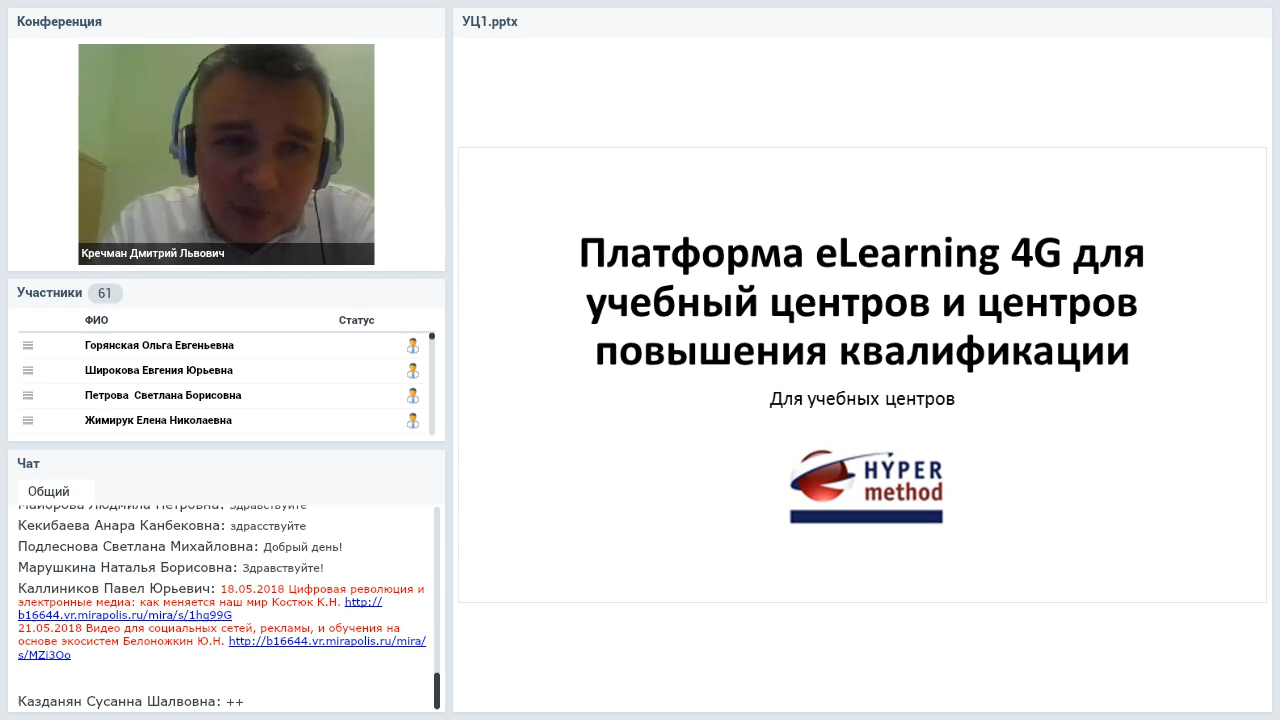 Конференция
Кречман Дмитрий Львович
Участники 61
ФИО Статус
Горянская Ольга Евгеньевна
Широкова Евгения Юрьевна
Петрова Светлана Борисовна
Жимирук Елена Николаевна
Чат
Общий
Майорова Людмила Петровна: Здравствуйте
Кекибаева Анара Канбековна: здрасствуйте
Подлеснова Светлана Михайловна: Добрый день!
Марушкина Наталья Борисовна: Здравствуйте!
Каллиников Павел Юрьевич: 18.05.2018 Цифровая революция и
электронные медиа: как меняется наш мир Костюк К.Н. http://
b16644.vr.mirapolis.ru/mira/s/1hq99G
21.05.2018 Видео для социальных сетей, рекламы, и обучения на
основе экосистем Белоножкин Ю.Н. http://b16644.vr.mirapolis.ru/mira/
s/MZi3Oo
Казданян Сусанна Шалвовна: ++
УЦ1.pptx
Платформа eLearning 4G для
учебный центров и центров
повышения квалификации
Для учебных центров
HYPER
method